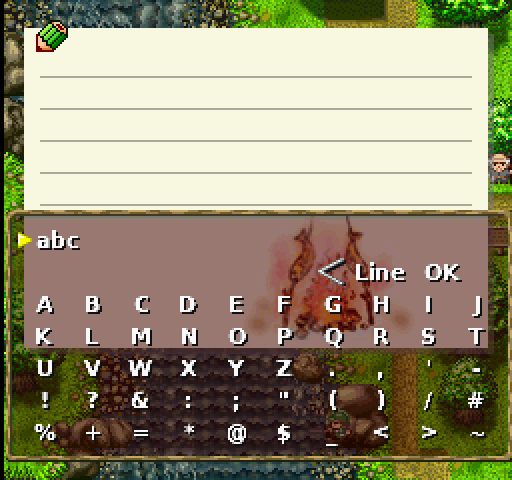 abc
< Line OK
A B C D E F G H I J
K L M N O P Q R S T
U V W X Y Z . , ' -
! ? & : ; " ( ) / #
% + = * @ $ _ < > ~